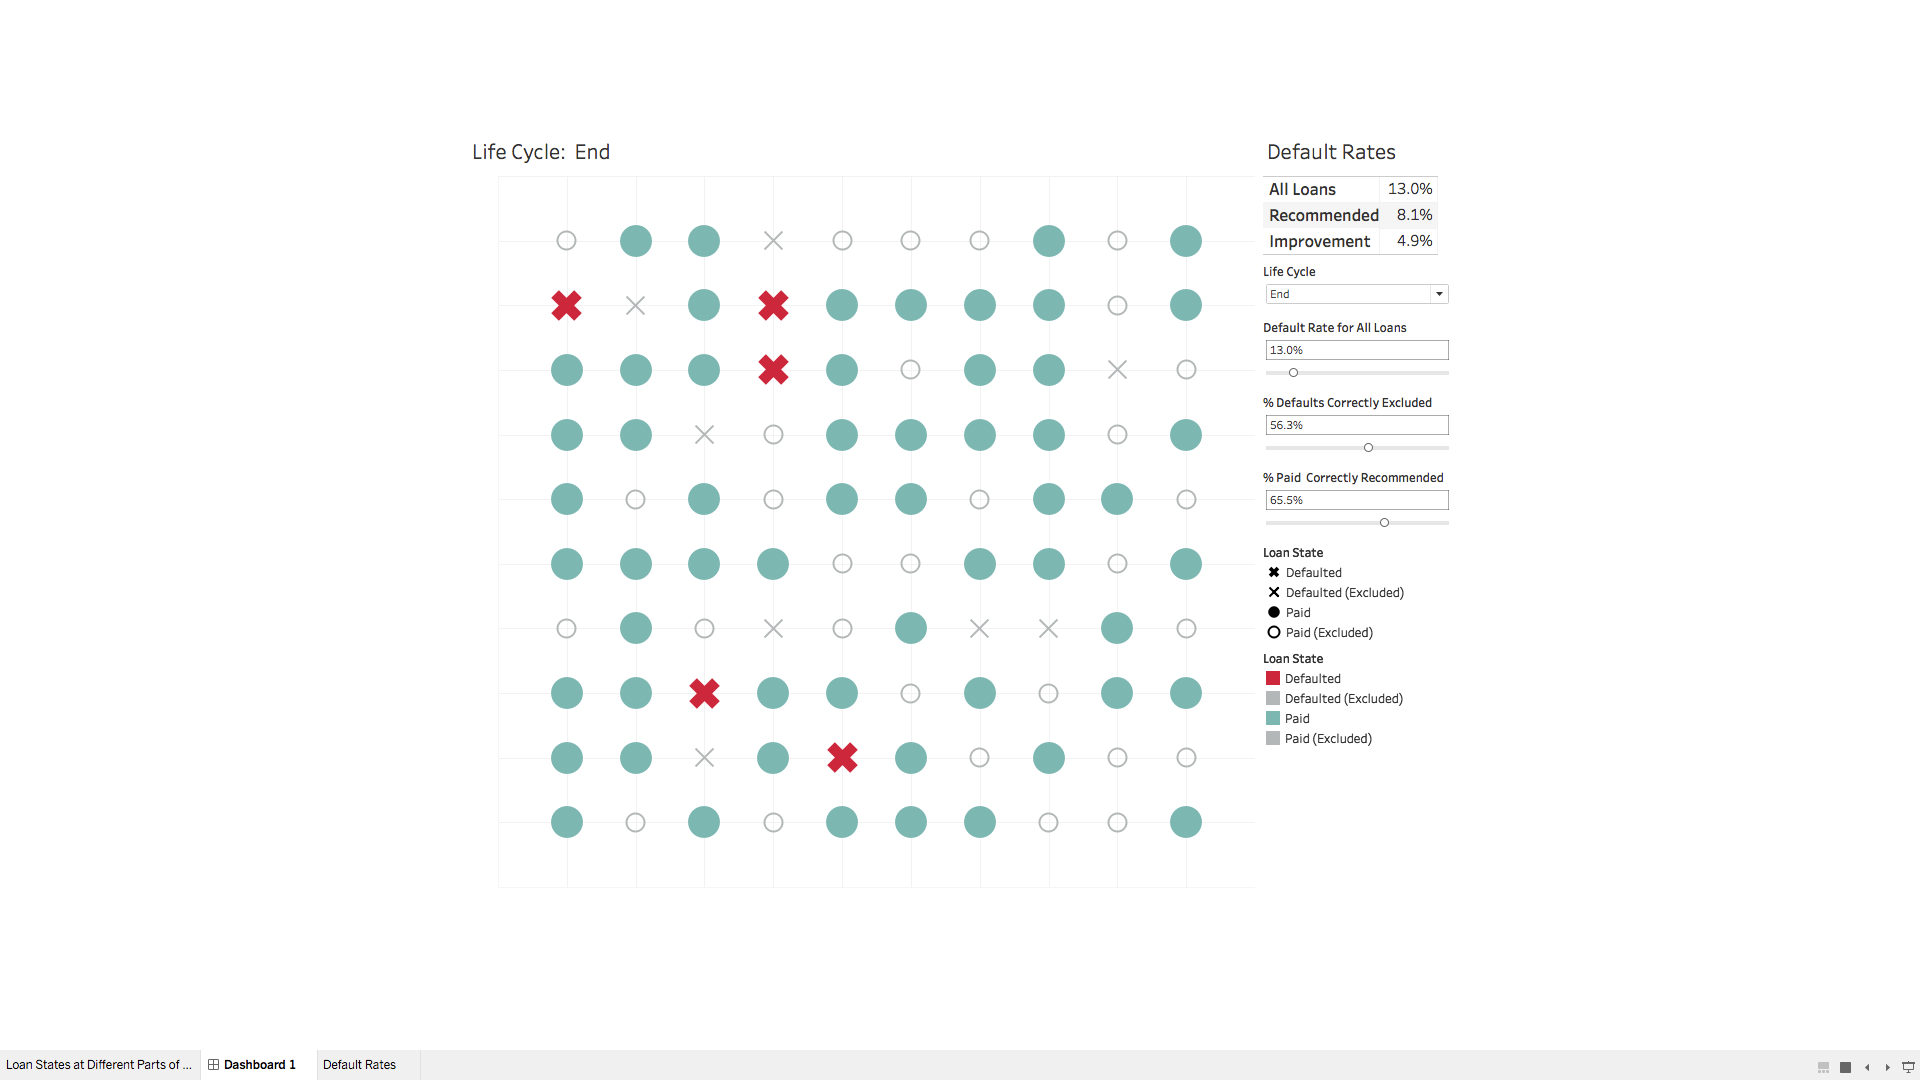 Life Cycle: End
Default Rates
All Loans 13.0%
Recommended 8.1%
Improvement 4.9%
Life Cycle
End
Default Rate for All Loans
13.0%
% Defaults Correctly Excluded
56.3%
% Paid Correctly Recommended
65.5%
Loan State
Defaulted
Defaulted (Excluded)
Paid
Paid (Excluded)
Loan State
Defaulted
Defaulted (Excluded)
Paid
Paid (Excluded)
Loan States at Different Parts of ...
Dashboard 1
Default Rates